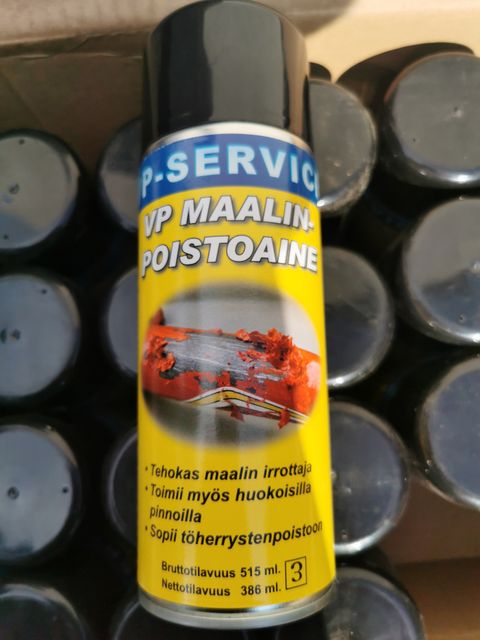 P-SERVICE
VP MAALIN-
POISTOAINE
• Tehokas maalin irrottaja
• Toimii myös huokoisilla
pinnoilla
• Sopii töherrystenpoistoon
Bruttotilavuus 515 ml.
Nettotilavuus 386 ml.
3